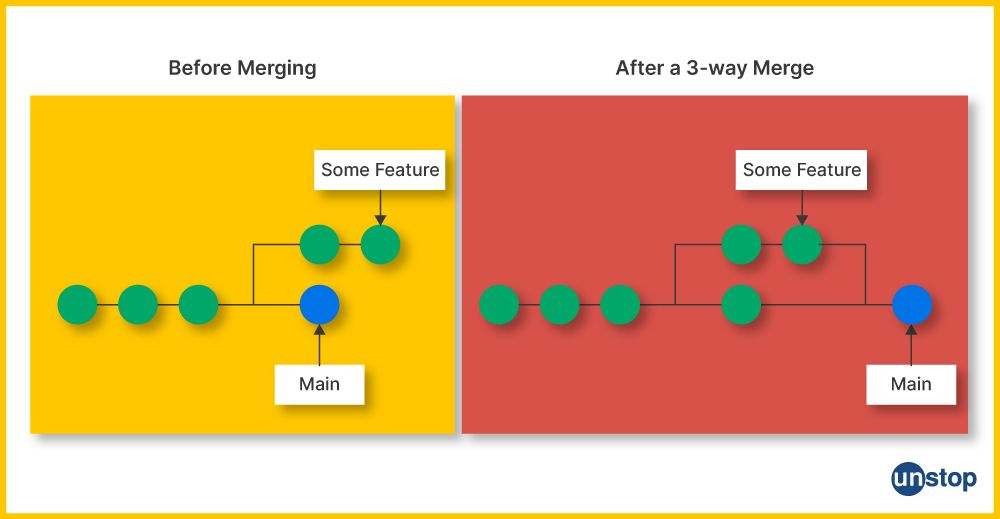 Before Merging
After a 3-way Merge
Some Feature
Some Feature
Main
Main
unstop